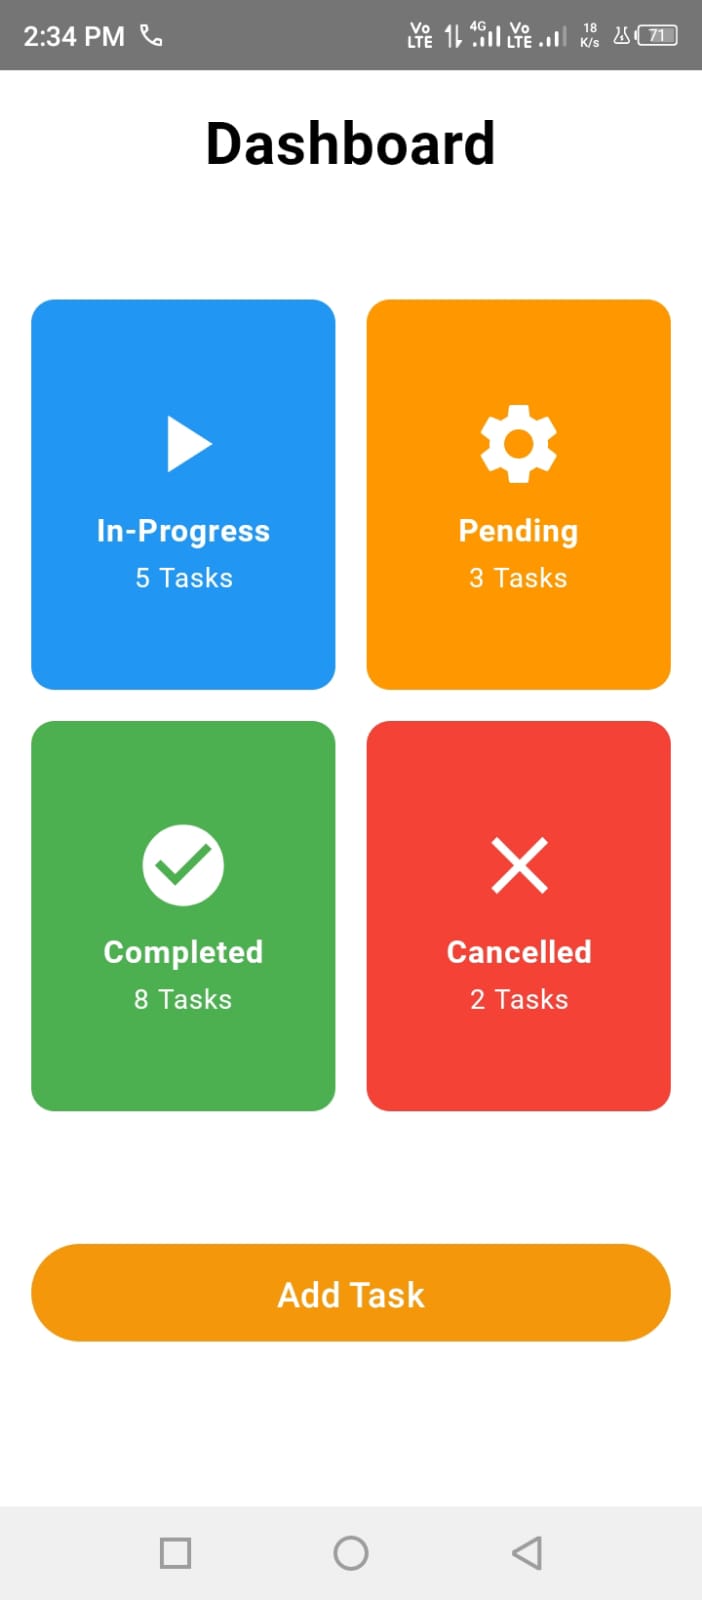 2:34 PM
Vo LTE 4G Vo LTE 18 K/s 71
Dashboard
In-Progress
5 Tasks
Pending
3 Tasks
Completed
8 Tasks
Cancelled
2 Tasks
Add Task